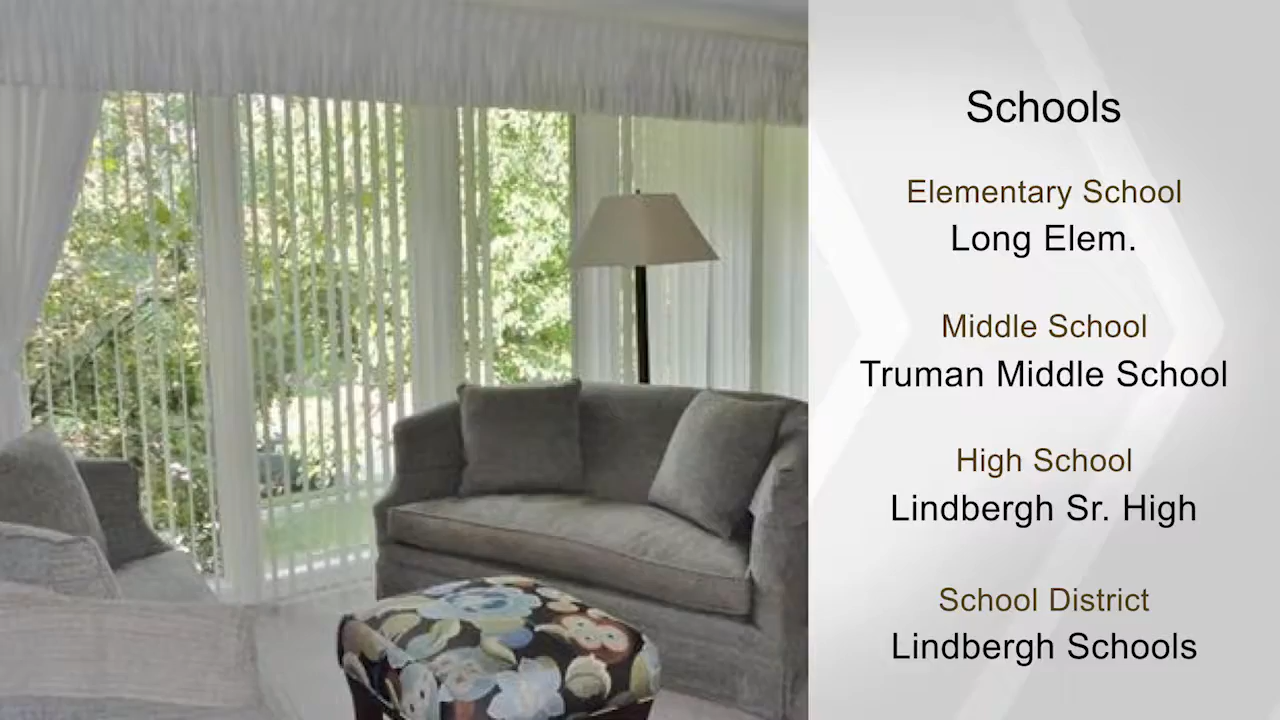 Schools
Elementary School
Long Elem.
Middle School
Truman Middle School
High School
Lindbergh Sr. High
School District
Lindbergh Schools